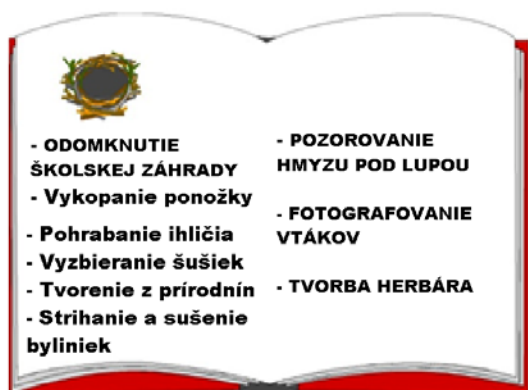 - ODOMKNUTIE
ŠKOLSKEJ ZÁHRADY
- Vykopanie ponožky
- Pohrabanie ihličia
- Vyzbieranie šušiek
- Tvorenie z prírodnín
- Strihanie a sušenie
byliniek
- POZOROVANIE
HMYZU POD LUPOU
- FOTOGRAFOVANIE
VTÁKOV
- TVORBA HERBÁRA